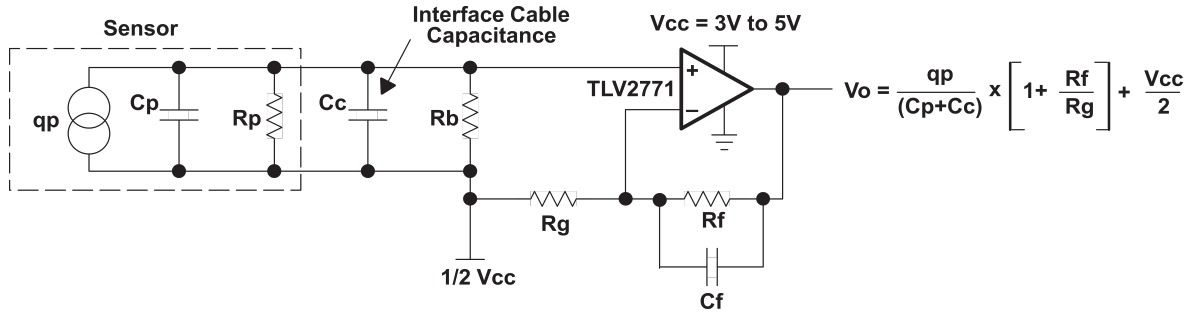 Sensor
Interface Cable
Capacitance
Vcc = 3V to 5V
qp
Cp
Rp
Cc
Rb
+
TLV2771
−
Vo = qp/(Cp+Cc) x [1+ Rf/Rg] + Vcc/2
Rg
Rf
1/2 Vcc
Cf